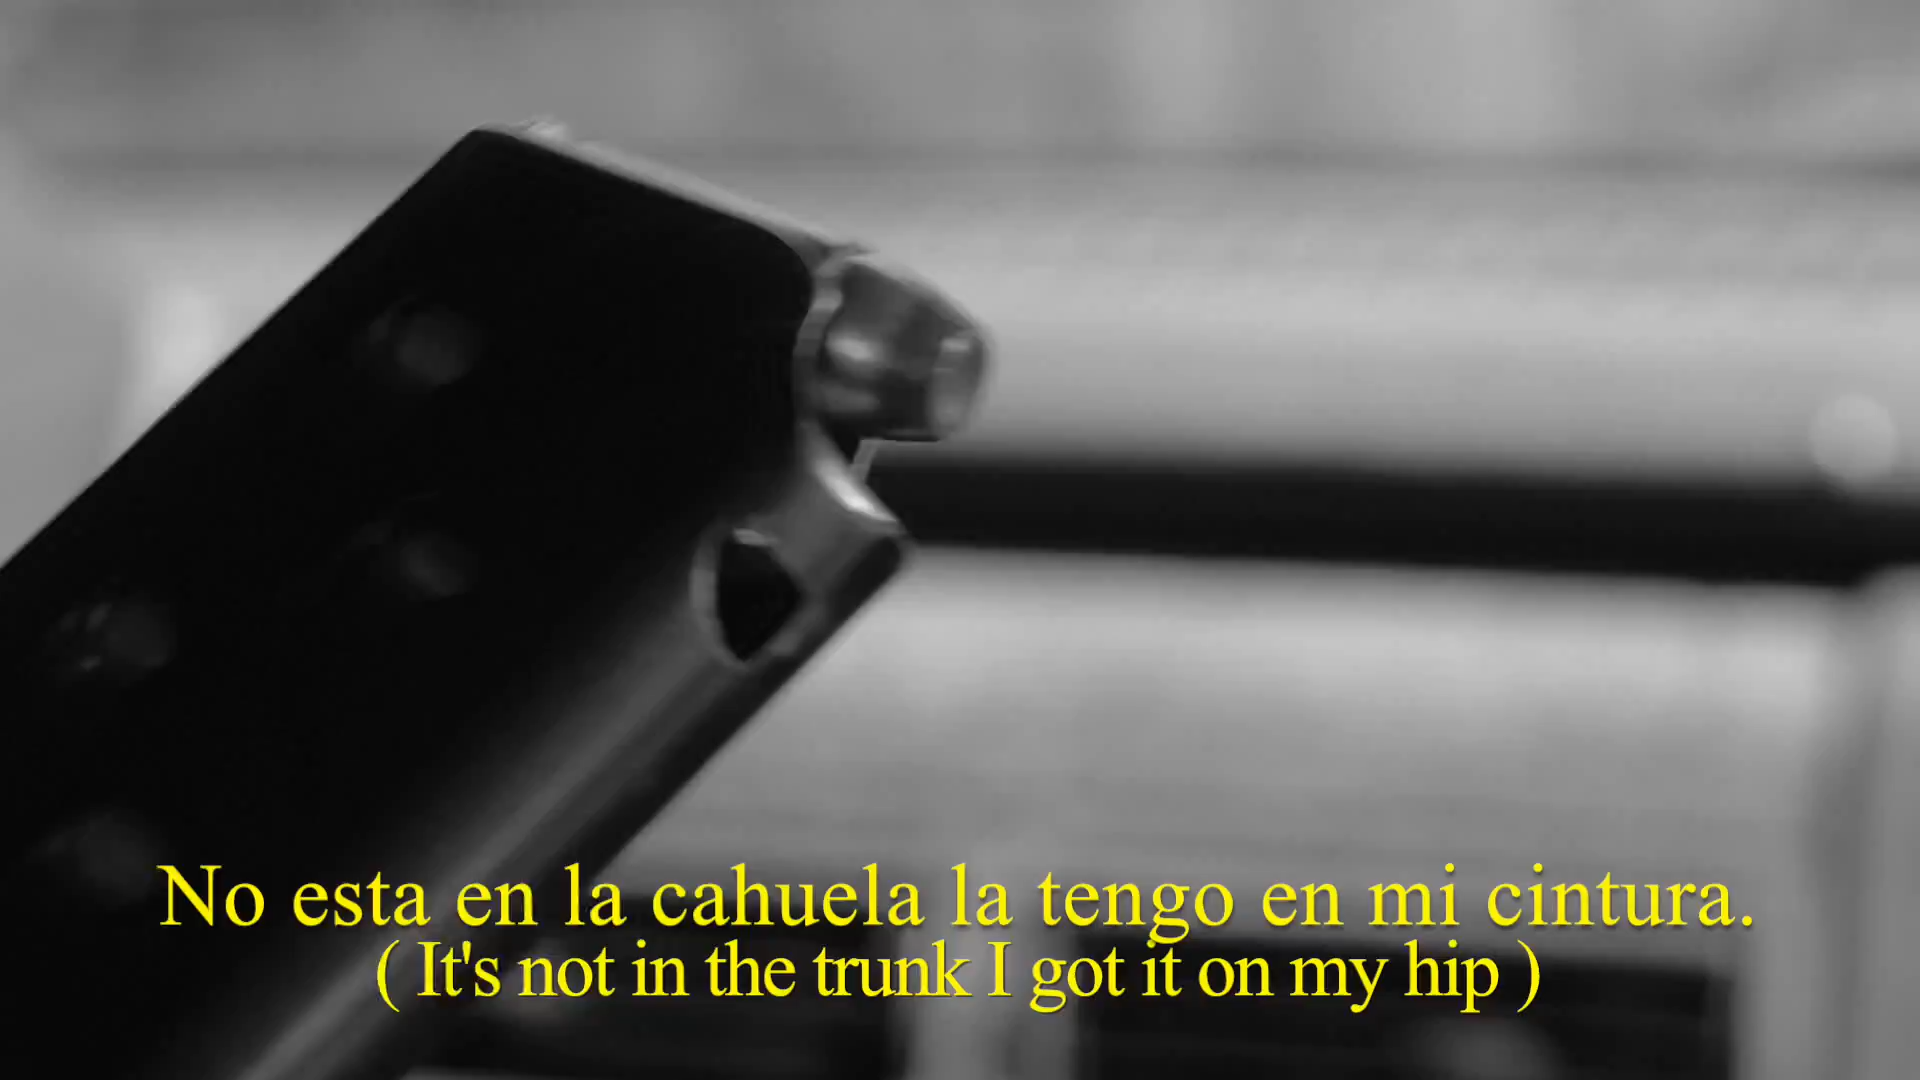 No esta en la cahuela la tengo en mi cintura.
( It's not in the trunk I got it on my hip )